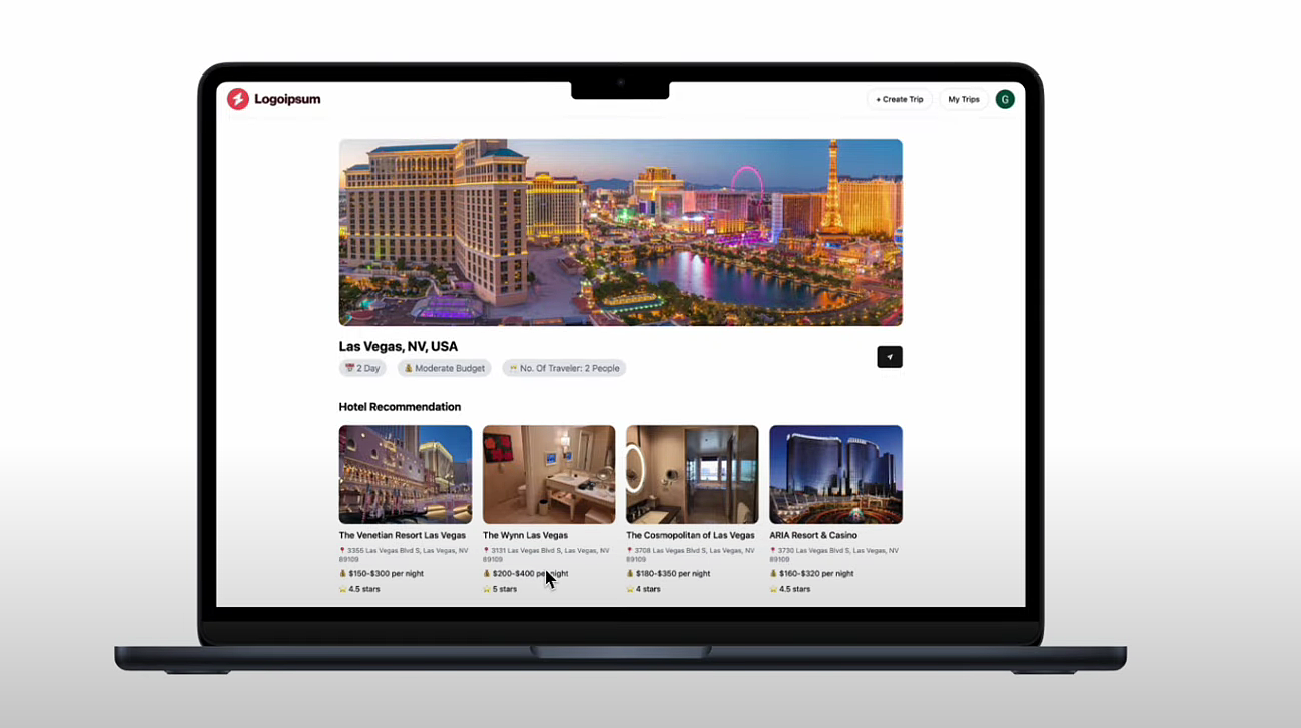 Logoipsum
+ Create Trip
My Trips
G
Las Vegas, NV, USA
2 Day
Moderate Budget
No. Of Traveler: 2 People
Hotel Recommendation
The Venetian Resort Las Vegas
3355 Las Vegas Blvd S, Las Vegas, NV
89109
$150-$300 per night
4.5 stars
The Wynn Las Vegas
3131 Las Vegas Blvd S, Las Vegas, NV
89109
$200-$400 per night
5 stars
The Cosmopolitan of Las Vegas
3708 Las Vegas Blvd S, Las Vegas, NV
89109
$180-$350 per night
4 stars
ARIA Resort & Casino
3730 Las Vegas Blvd S, Las Vegas, NV
89109
$160-$320 per night
4.5 stars